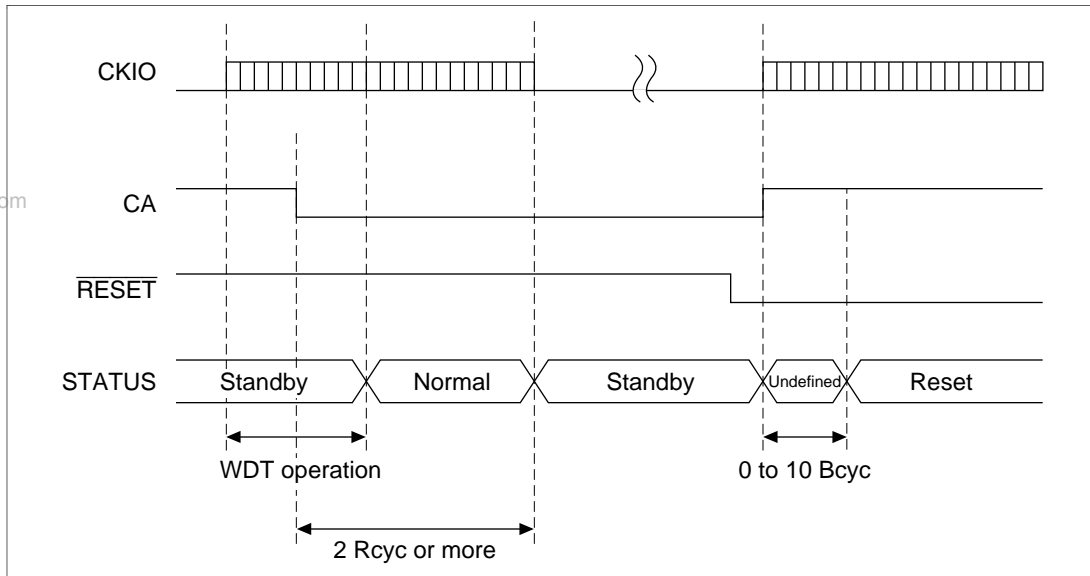 CKIO
CA
om
RESET
STATUS
Standby
Normal
Standby
Undefined
Reset
WDT operation
0 to 10 Bcyc
2 Rcyc or more